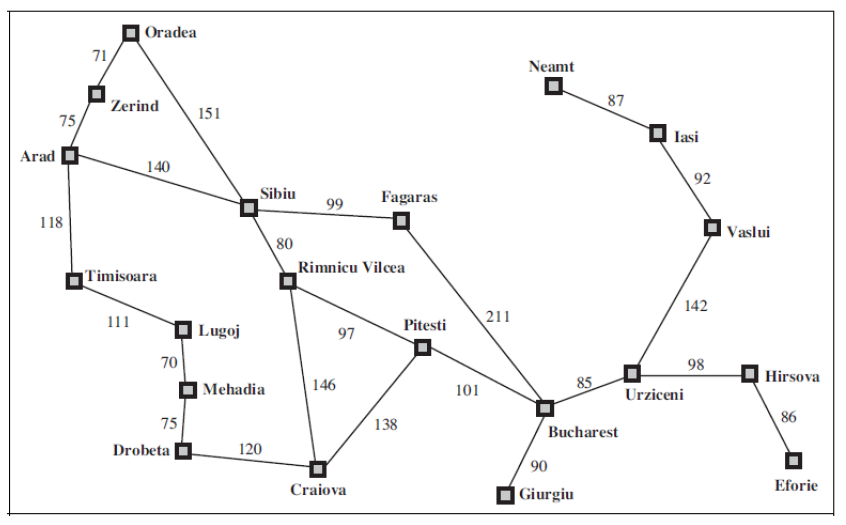 Oradea
71
Neamt
Zerind
87
151
75
Iasi
Arad
140
92
Sibiu
Fagaras
99
118
Vaslui
80
Timisoara
Rimnicu Vilcea
142
111
Lugoj
97
Pitesti
211
70
98
Hirsova
146
85
Mehadia
101
Urziceni
86
75
138
Bucharest
Drobeta
120
90
Craiova
Giurgiu
Eforie